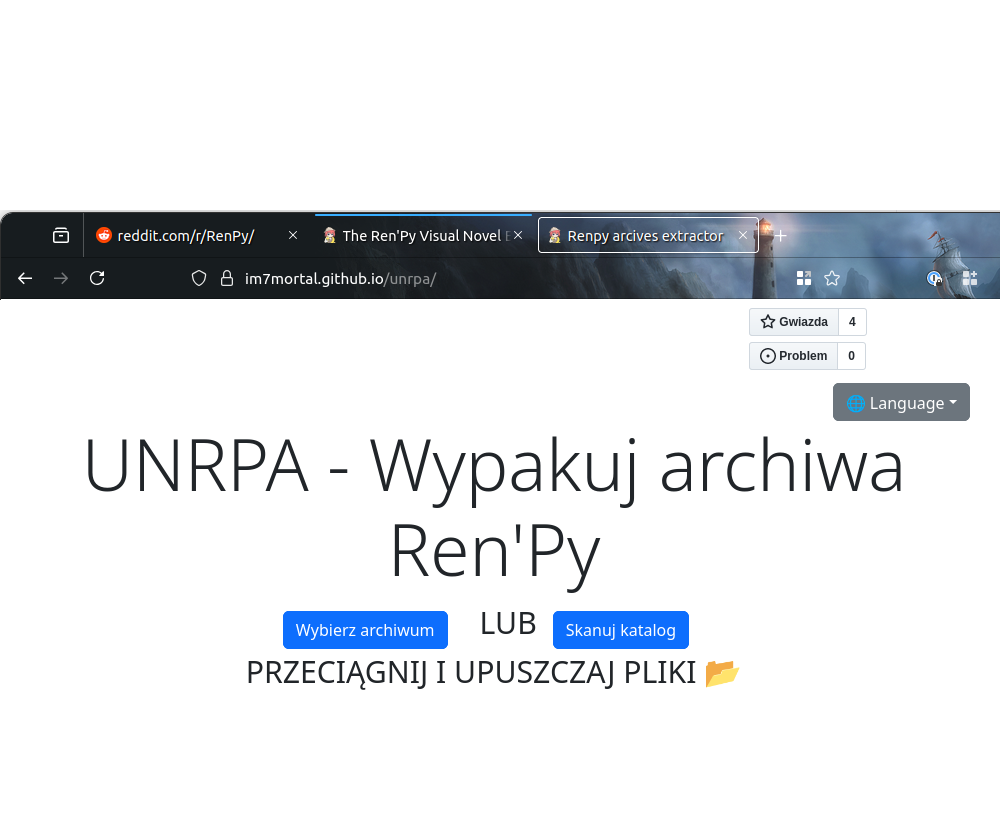 reddit.com/r/RenPy/
The Ren'Py Visual Novel E
Renpy arcives extractor
im7mortal.github.io/unrpa/
Gwiazda 4
Problem 0
🌐 Language
UNRPA - Wypakuj archiwa
Ren'Py
Wybierz archiwum LUB Skanuj katalog
PRZECIĄGNIJ I UPUSZCZAJ PLIKI 📂